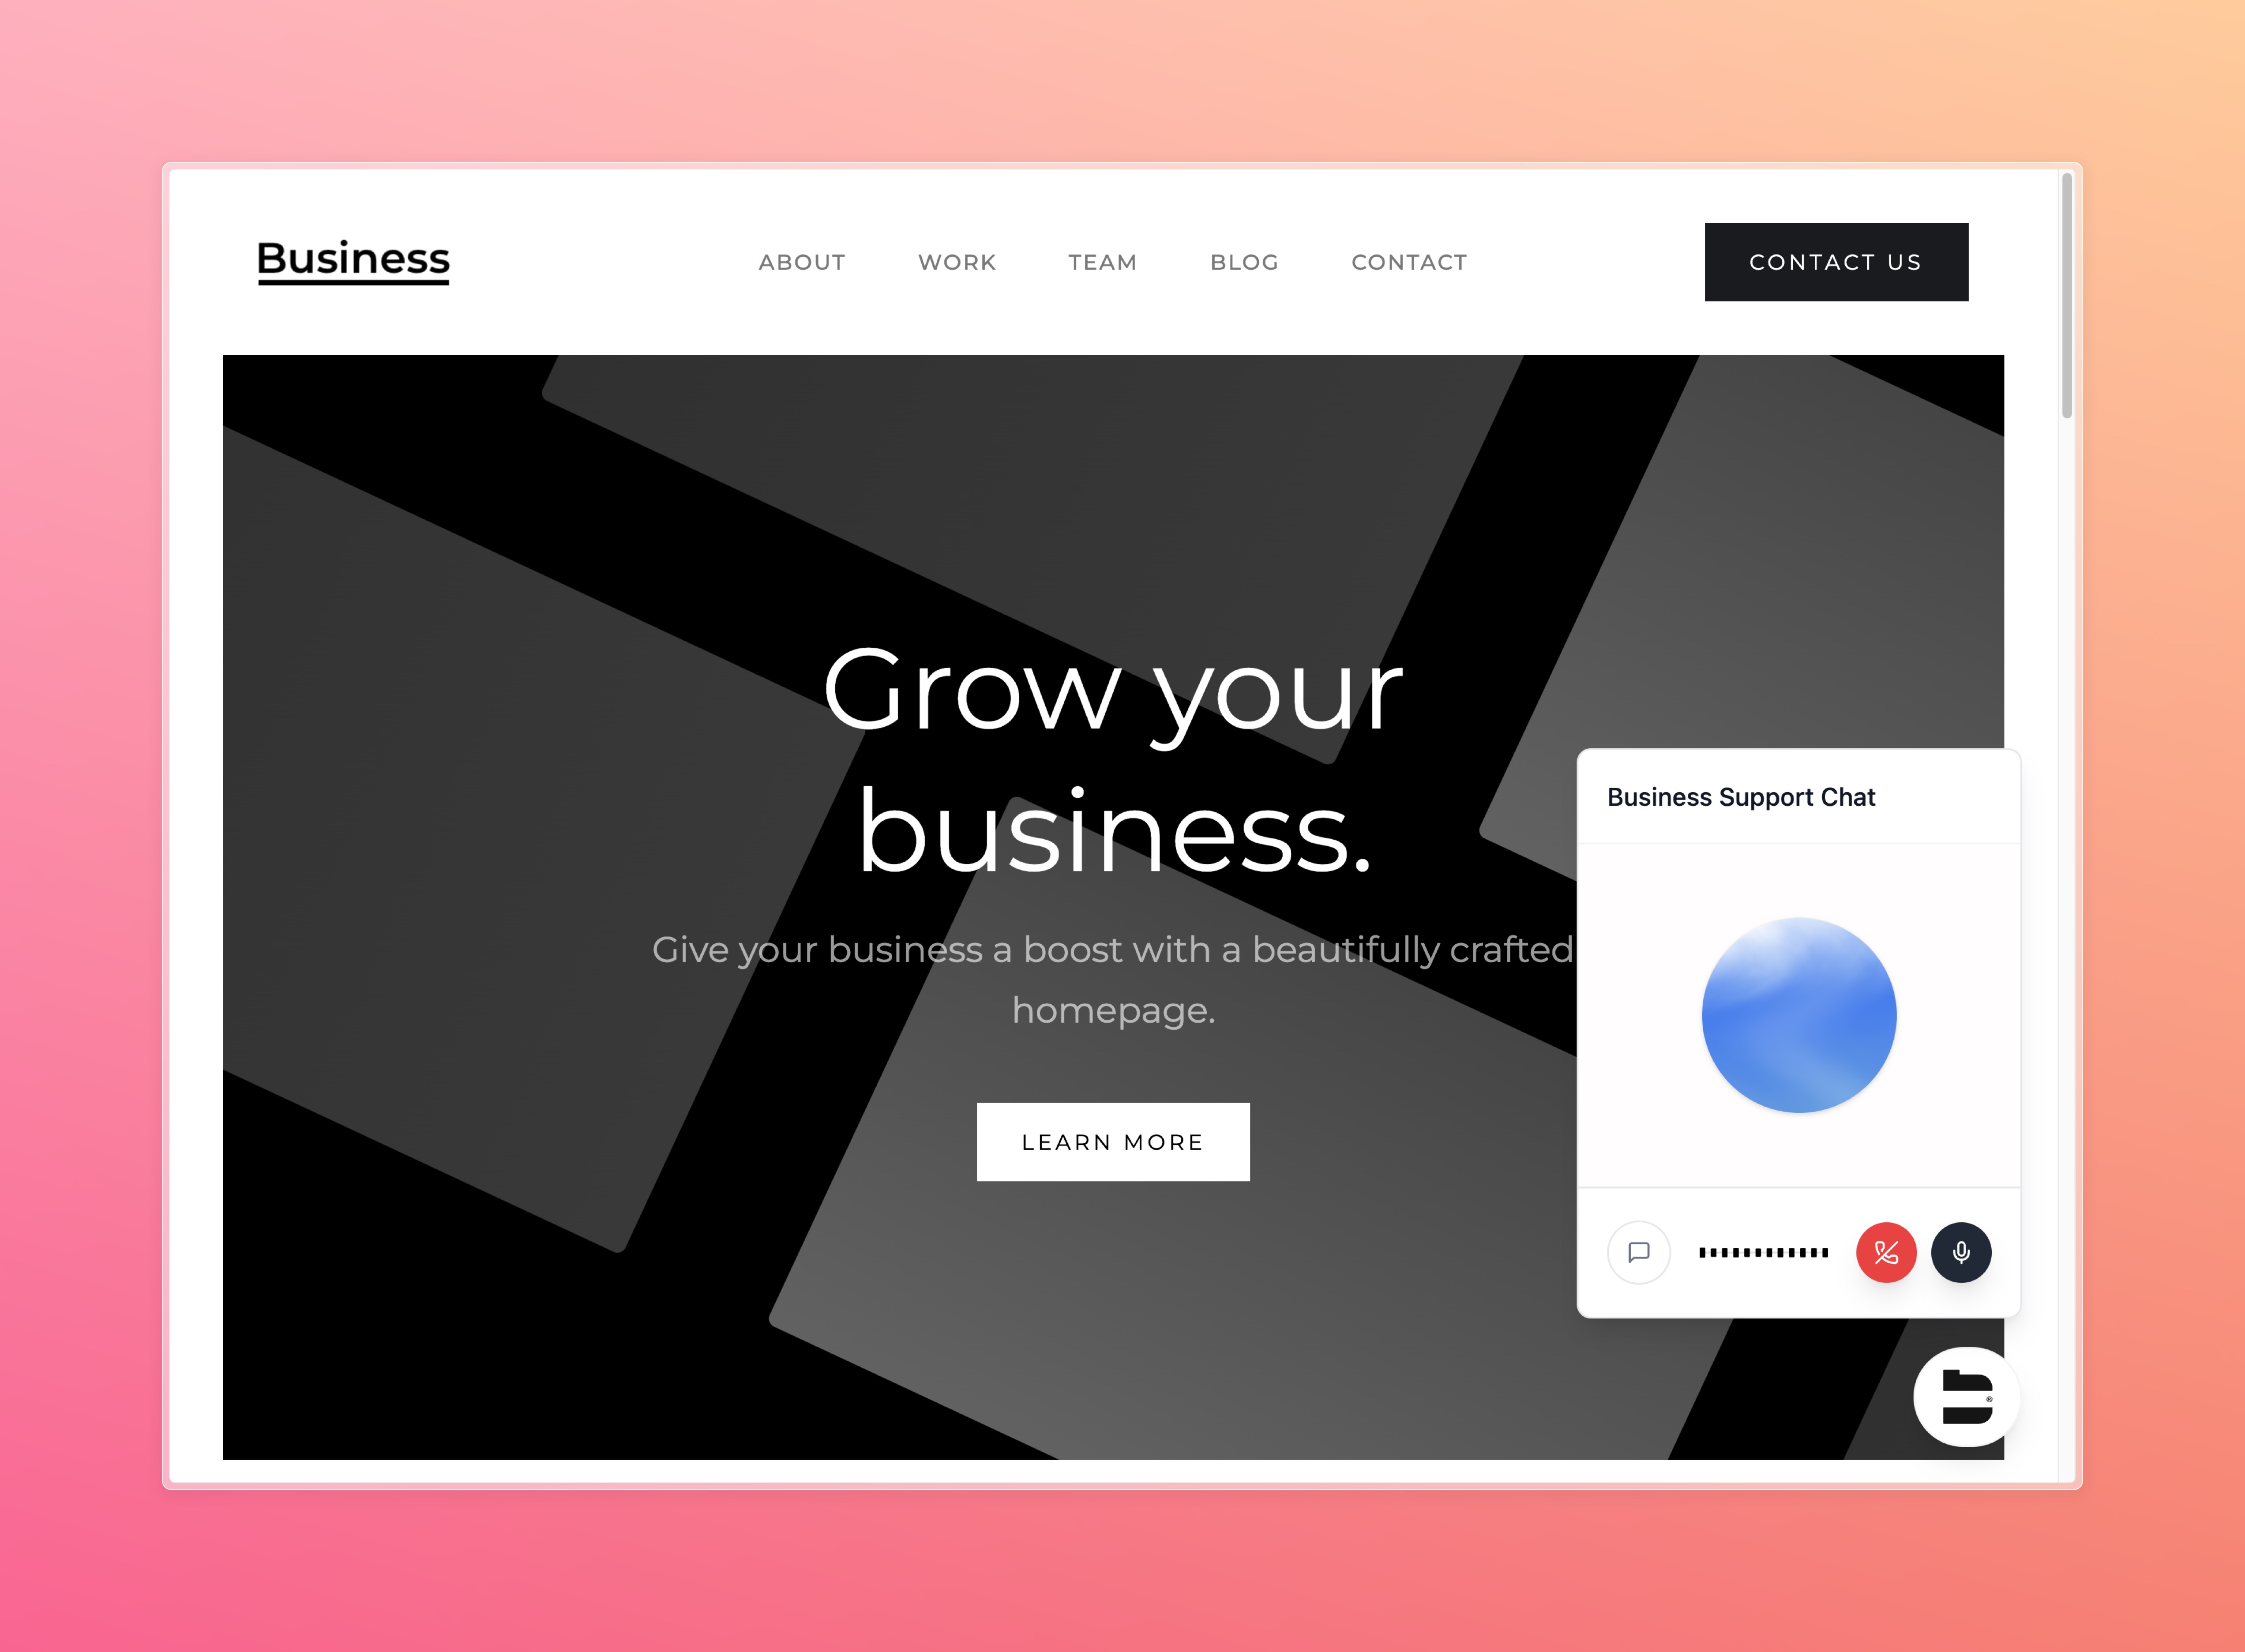 Business
ABOUT WORK TEAM BLOG CONTACT
CONTACT US
Grow your
business.
Give your business a boost with a beautifully crafted
homepage.
LEARN MORE
Business Support Chat
®